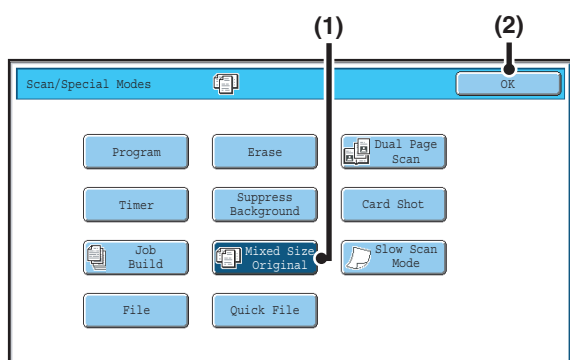 (1) (2)
Scan/Special Modes OK
Program Erase Dual Page
Scan
Timer Suppress
Background Card Shot
Job
Build Mixed Size
Original Slow Scan
Mode
File Quick File